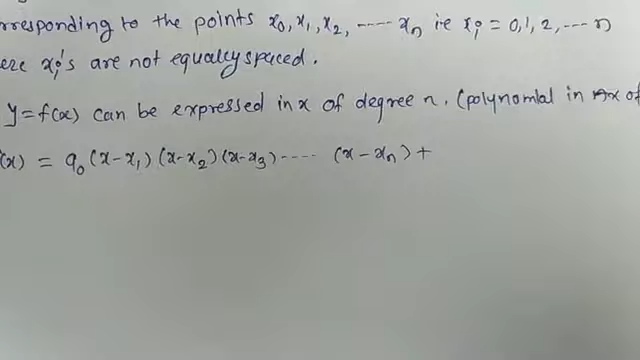 rresponding to the points x₀, x₁, x₂, ----- xₙ ie xᵢ = 0, 1, 2, ---- n
ere xᵢ's are not equally spaced.
y = f(x) can be expressed in x of degree n. (polynomial in x of
(x) = a₀ (x-x₁) (x-x₂) (x-x₃) ---- (x-xₙ) +